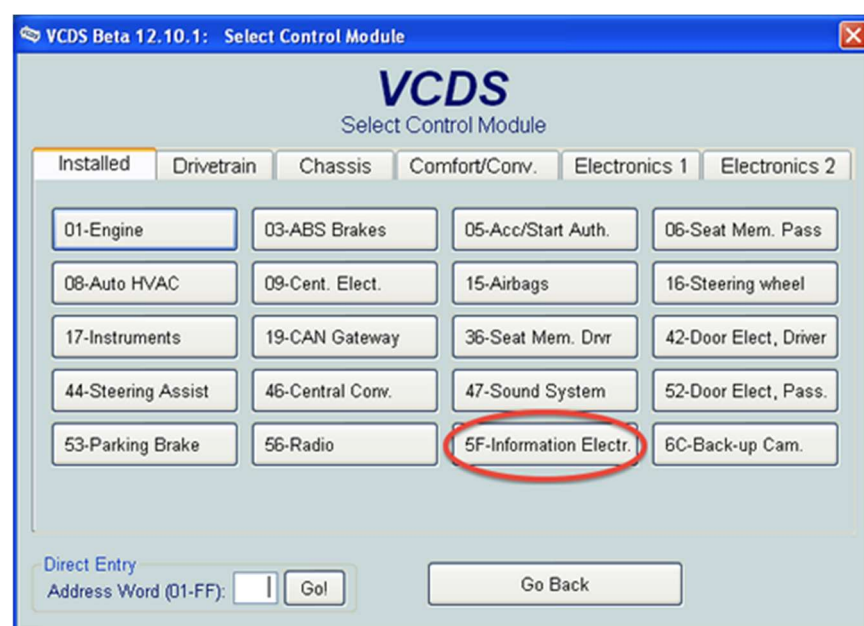 VCDS Beta 12.10.1: Select Control Module
VCDS
Select Control Module
Installed Drivetrain Chassis Comfort/Conv. Electronics 1 Electronics 2
01-Engine 03-ABS Brakes 05-Acc/Start Auth. 06-Seat Mem. Pass
08-Auto HVAC 09-Cent. Elect. 15-Airbags 16-Steering wheel
17-Instruments 19-CAN Gateway 36-Seat Mem. Drvr 42-Door Elect, Driver
44-Steering Assist 46-Central Conv. 47-Sound System 52-Door Elect, Pass.
53-Parking Brake 56-Radio 5F-Information Electr. 6C-Back-up Cam.
Direct Entry
Address Word (01-FF): Go! Go Back